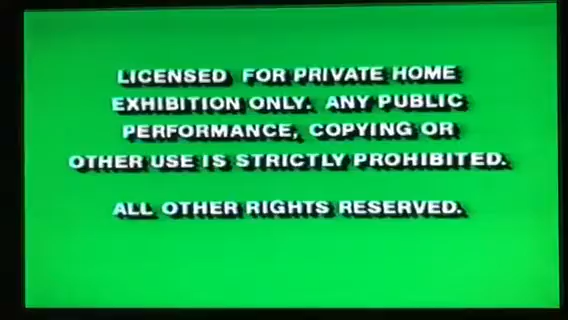 LICENSED FOR PRIVATE HOME
EXHIBITION ONLY. ANY PUBLIC
PERFORMANCE, COPYING OR
OTHER USE IS STRICTLY PROHIBITED.
ALL OTHER RIGHTS RESERVED.